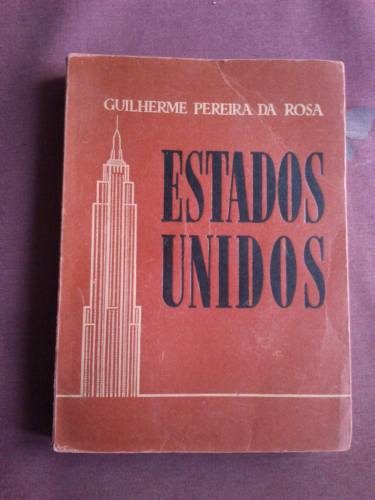 GUILHERME PEREIRA DA ROSA
ESTADOS
UNIDOS